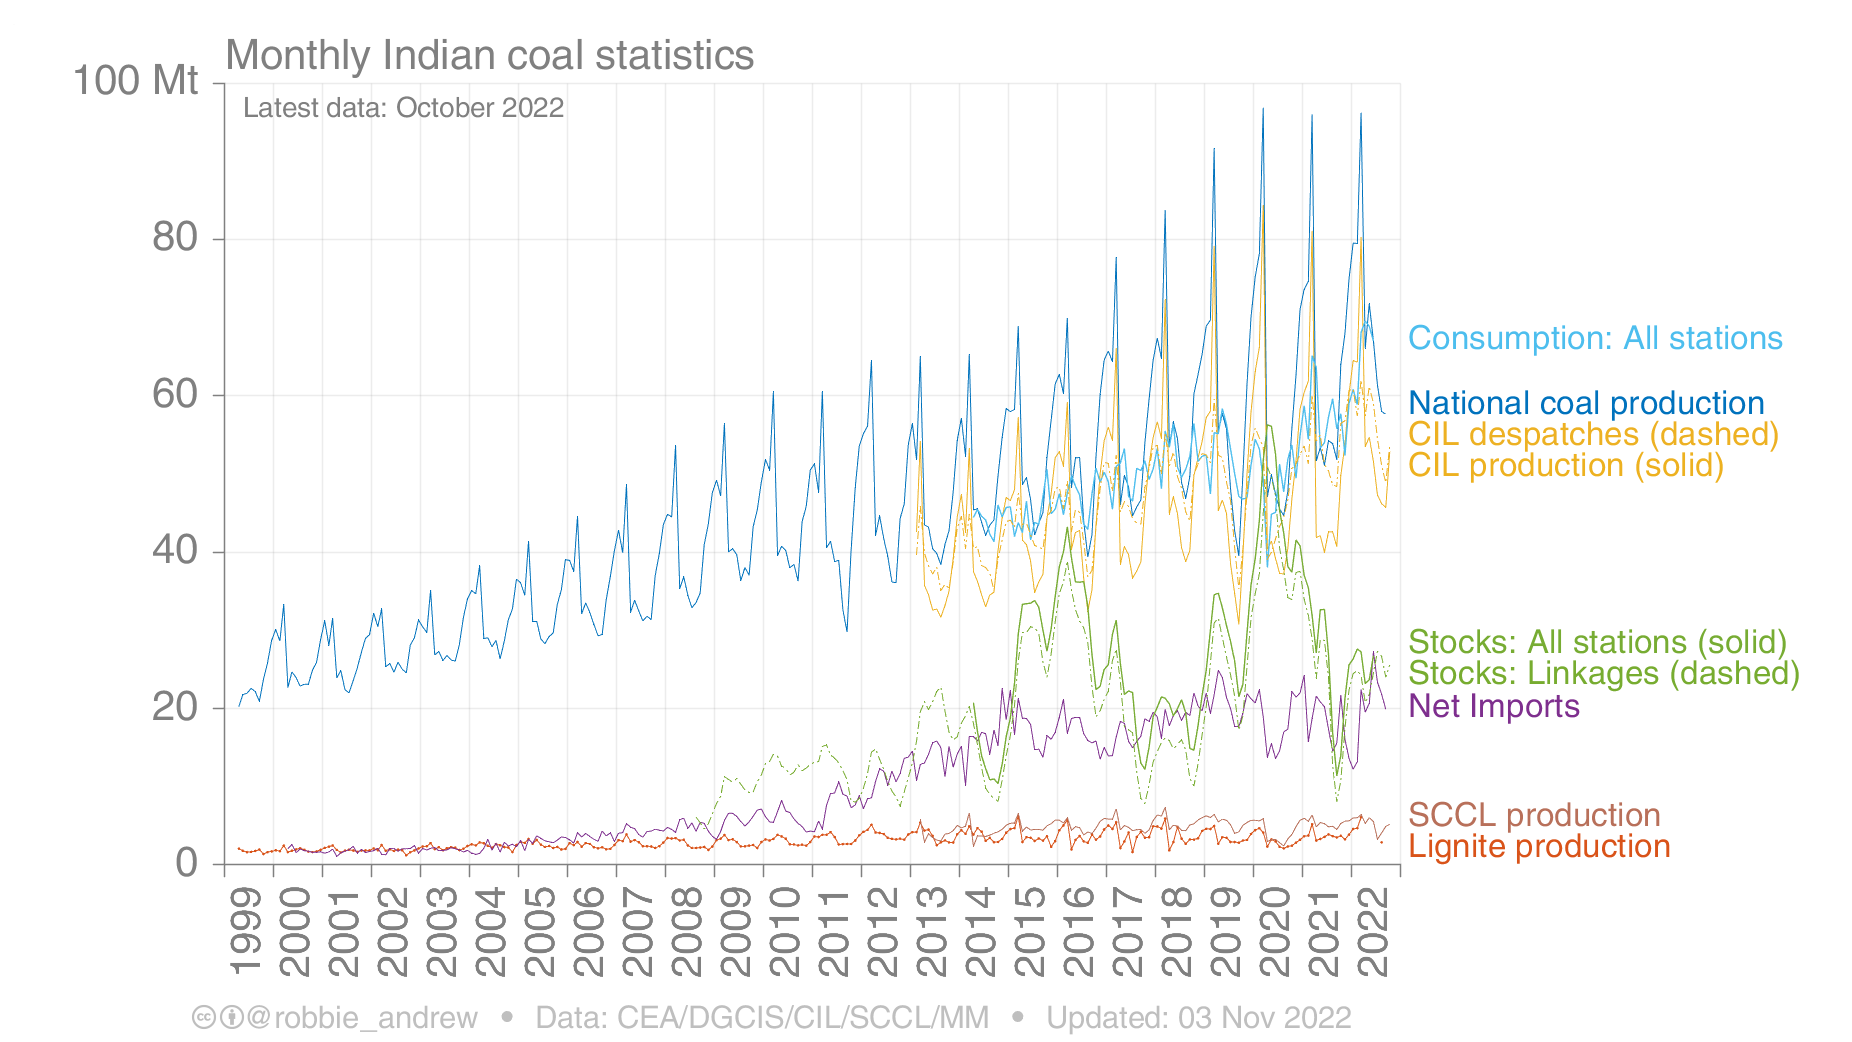 Monthly Indian coal statistics
100 Mt
Latest data: October 2022
80
60
40
20
0
Consumption: All stations
National coal production
CIL despatches (dashed)
CIL production (solid)
Stocks: All stations (solid)
Stocks: Linkages (dashed)
Net Imports
SCCL production
Lignite production
1999 2000 2001 2002 2003 2004 2005 2006 2007 2008 2009 2010 2011 2012 2013 2014 2015 2016 2017 2018 2019 2020 2021 2022
cc @robbie_andrew • Data: CEA/DGCIS/CIL/SCCL/MM • Updated: 03 Nov 2022